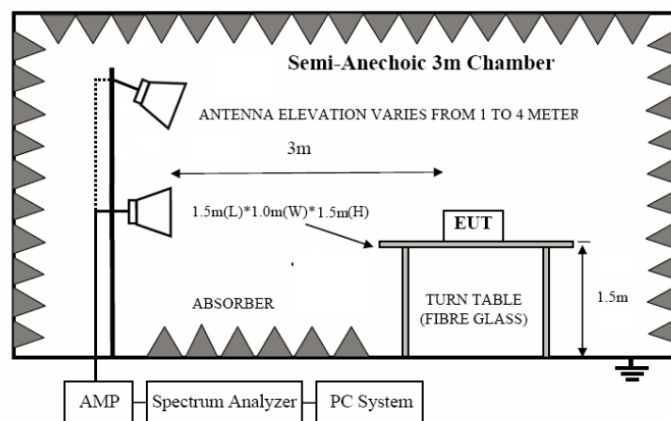 Semi-Anechoic 3m Chamber
ANTENNA ELEVATION VARIES FROM 1 TO 4 METER
3m
1.5m(L)*1.0m(W)*1.5m(H)
EUT
ABSORBER
TURN TABLE
(FIBRE GLASS)
1.5m
AMP
Spectrum Analyzer
PC System